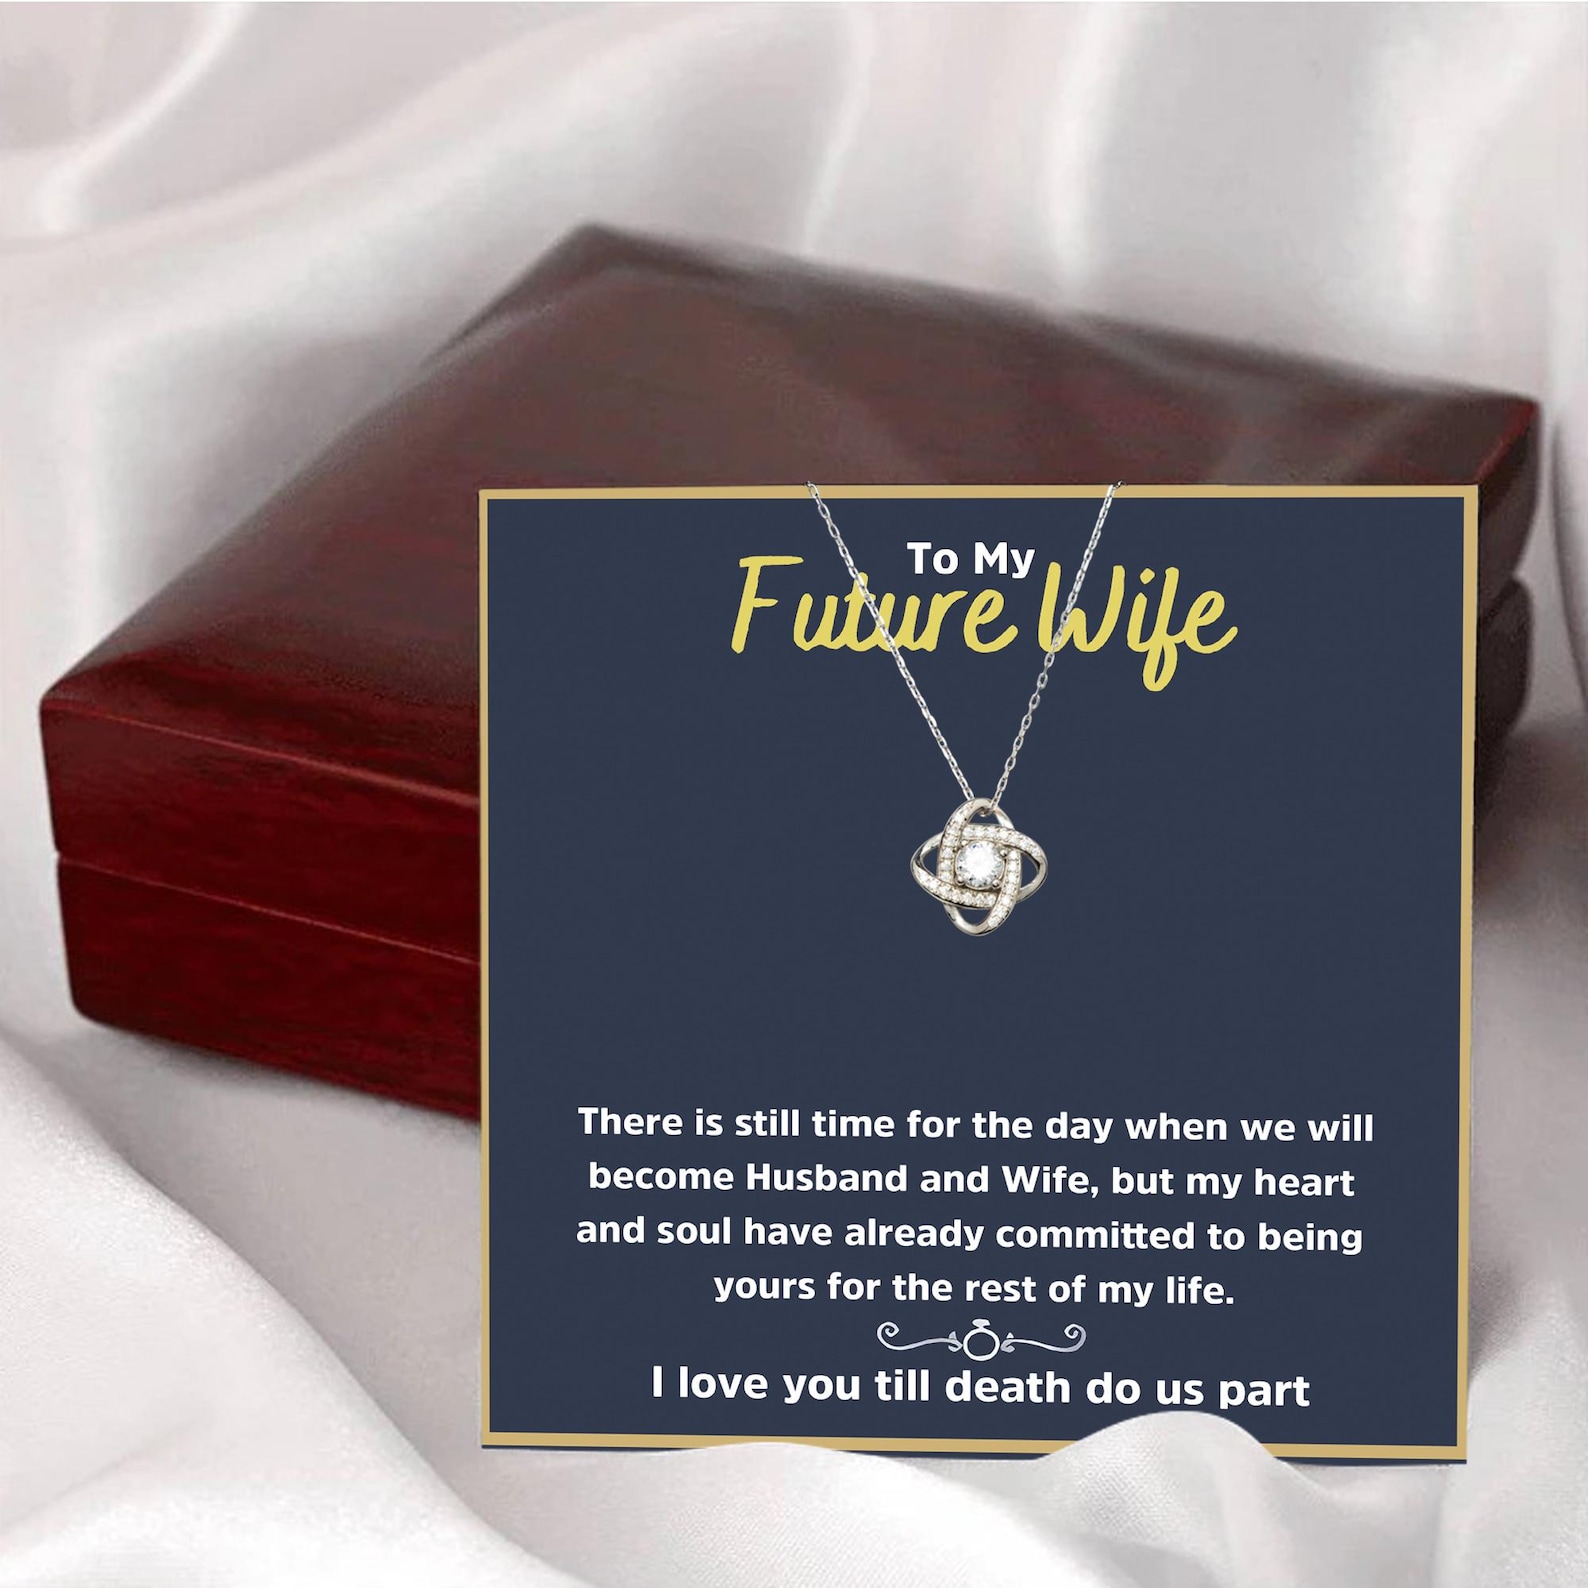 To My
Future Wife
There is still time for the day when we will
become Husband and Wife, but my heart
and soul have already committed to being
yours for the rest of my life.
I love you till death do us part